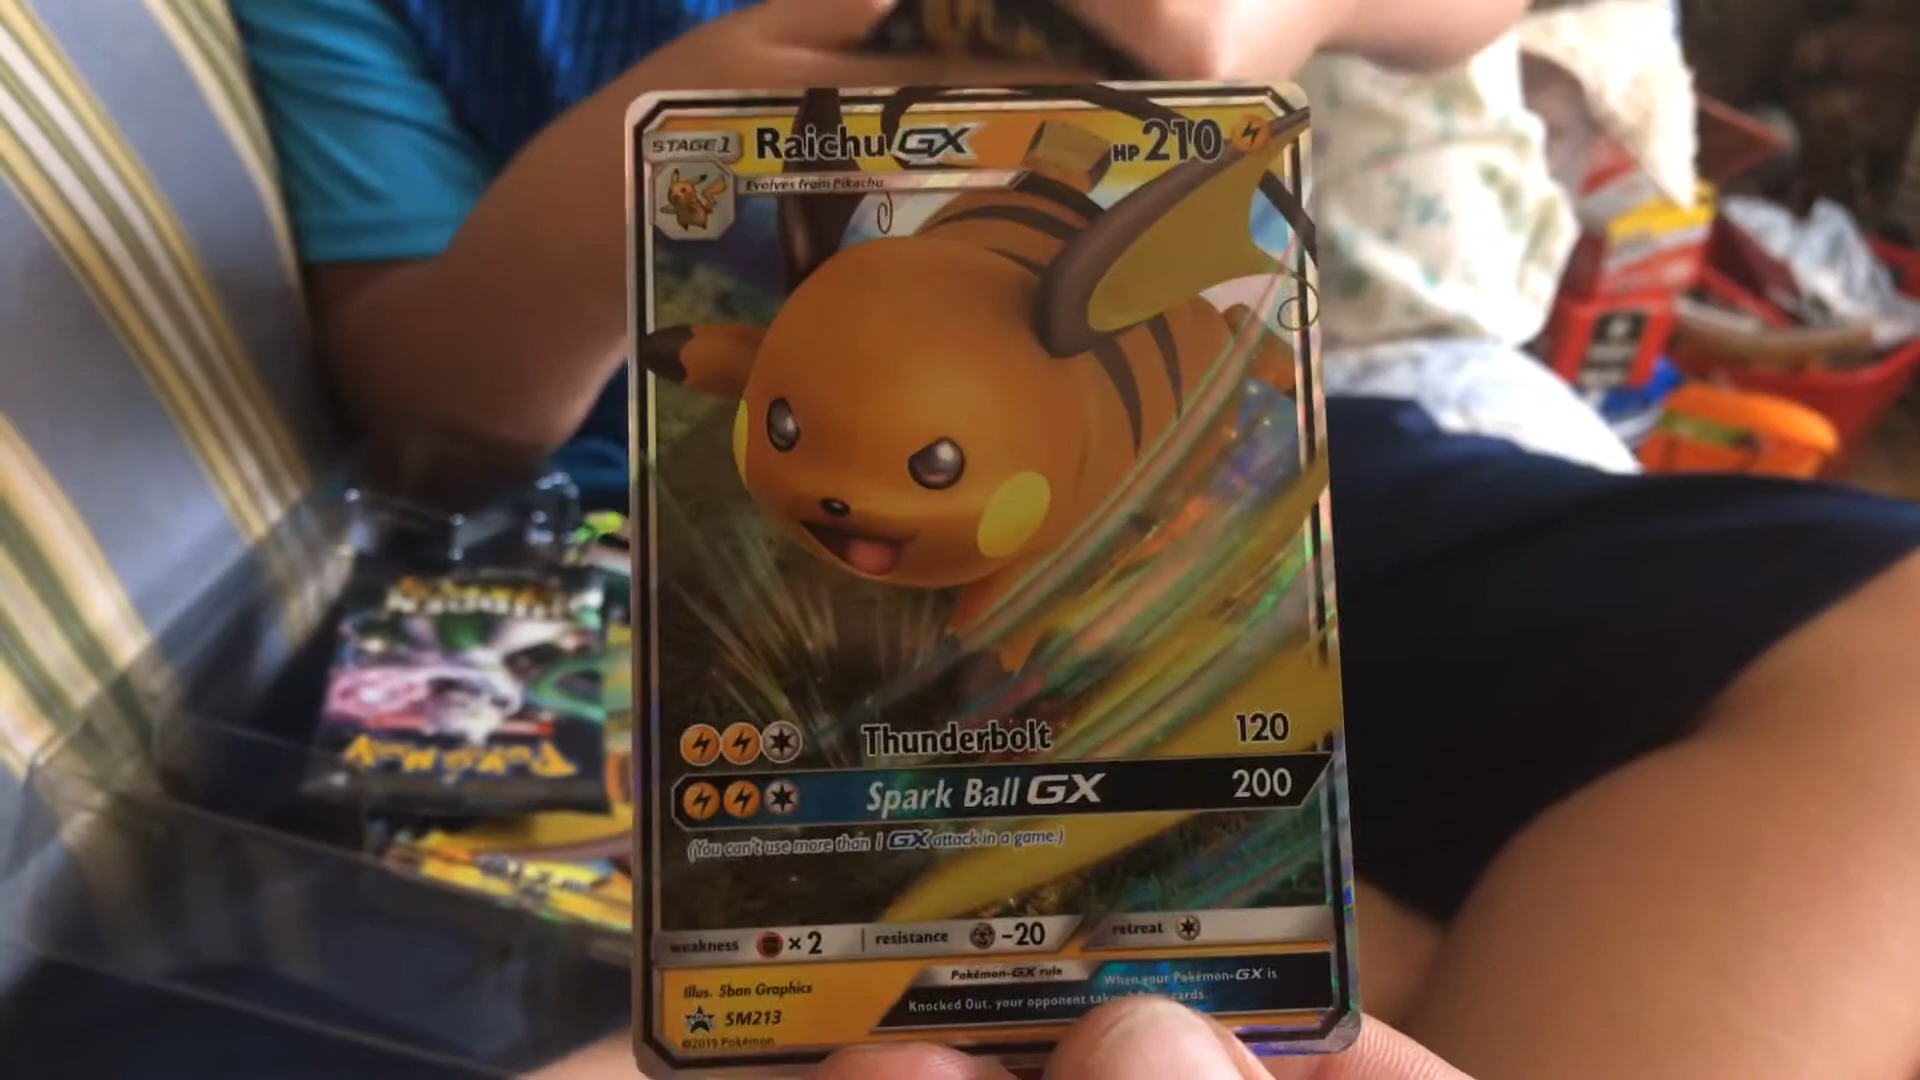 STAGE 1 Raichu GX HP 210
Evolves from Pikachu
Thunderbolt 120
Spark Ball GX 200
(You can't use more than 1 GX attack in a game.)
weakness × 2 resistance -20 retreat
Pokémon-GX rule When your Pokémon-GX is
Knocked Out, your opponent takes cards.
Illus. 5ban Graphics
SM213
©2019 Pokémon
POKéMON